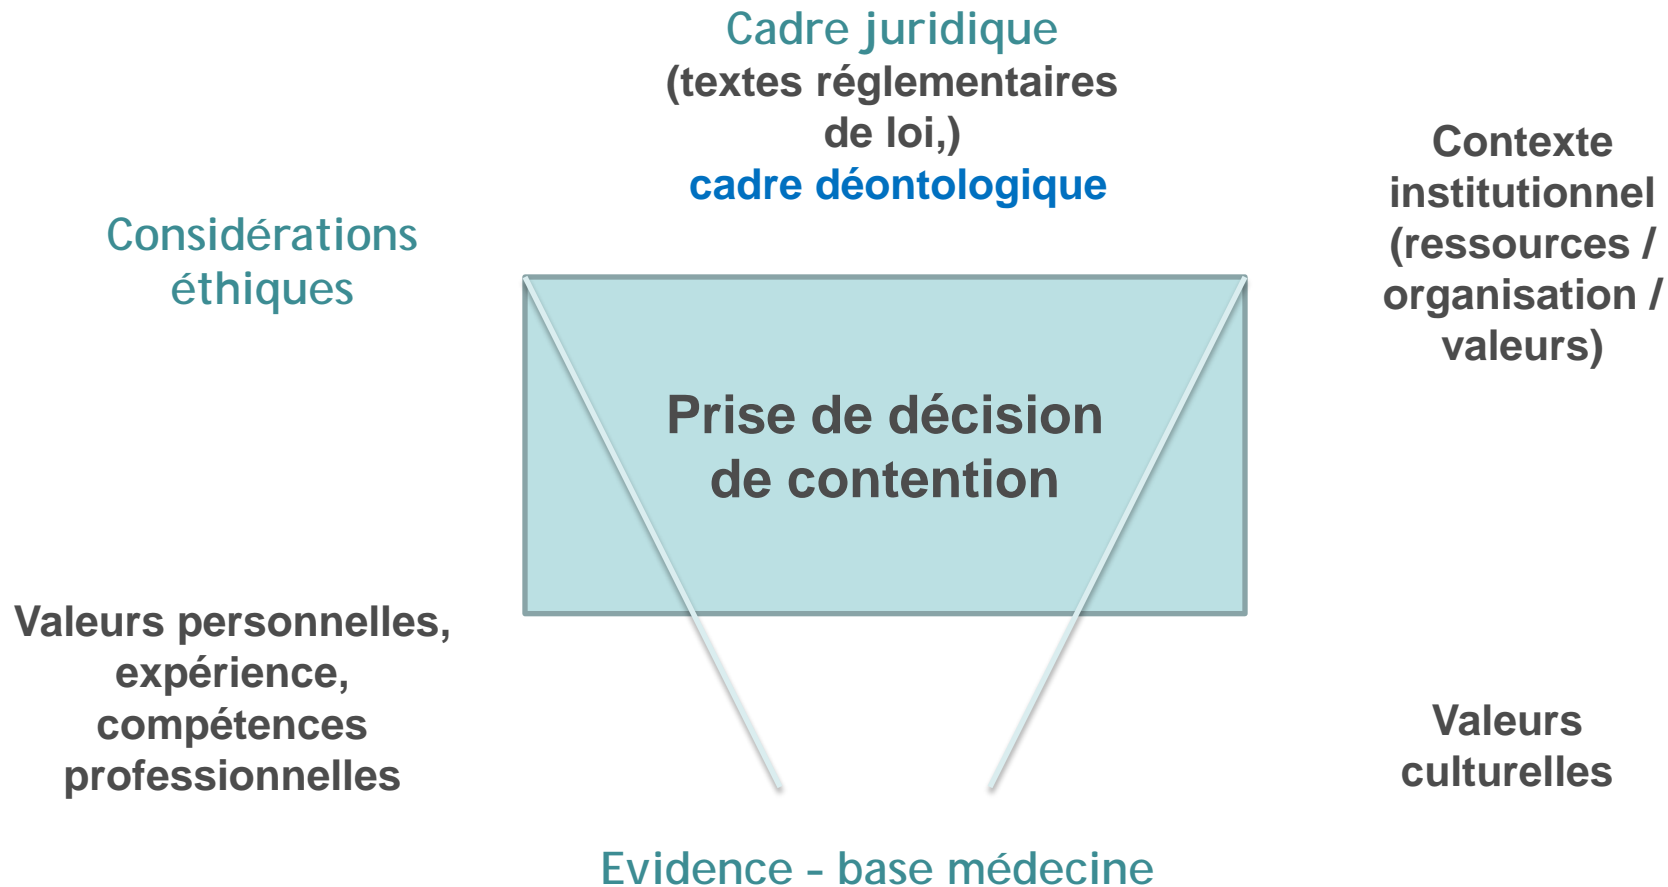 Cadre juridique
(textes réglementaires
de loi,)
cadre déontologique
Considérations
éthiques
Contexte
institutionnel
(ressources /
organisation /
valeurs)
Prise de décision
de contention
Valeurs personnelles,
expérience,
compétences
professionnelles
Valeurs
culturelles
Evidence - base médecine